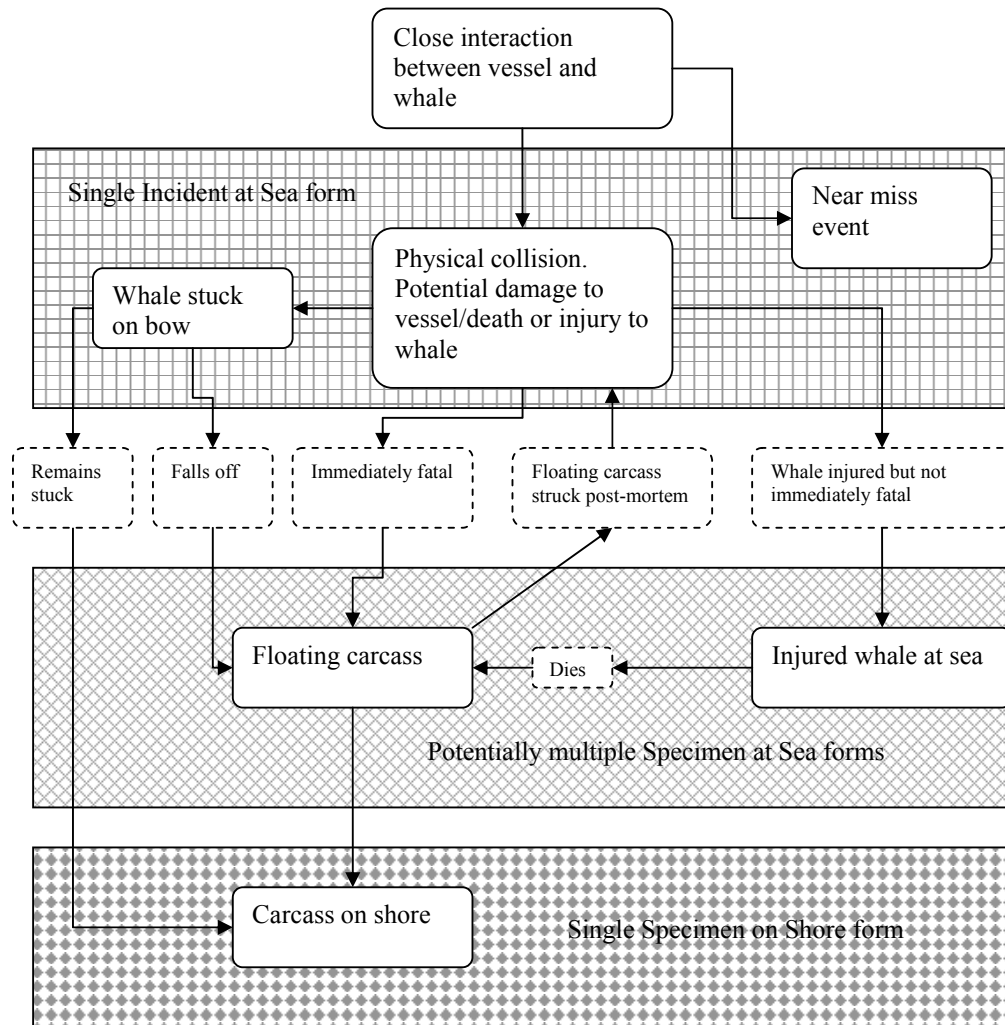 Close interaction
between vessel and
whale
Single Incident at Sea form
Near miss
event
Physical collision.
Potential damage to
vessel/death or injury to
whale
Whale stuck
on bow
Remains
stuck
Falls off
Immediately fatal
Floating carcass
struck post-mortem
Whale injured but not
immediately fatal
Floating carcass
Dies
Injured whale at sea
Potentially multiple Specimen at Sea forms
Carcass on shore
Single Specimen on Shore form